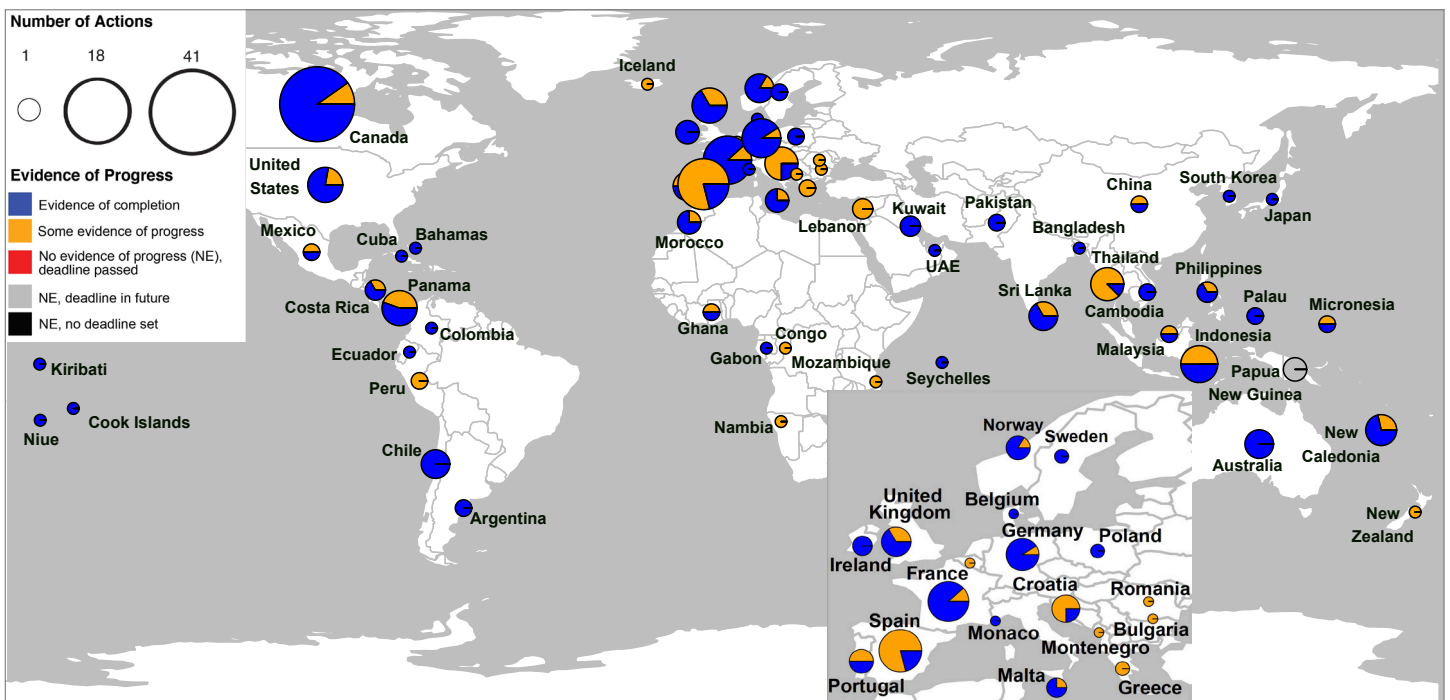 Number of Actions
1
18
41
Evidence of Progress
Evidence of completion
Some evidence of progress
No evidence of progress (NE),
deadline passed
NE, deadline in future
NE, no deadline set
Iceland
Canada
United
States
Mexico
Cuba
Bahamas
Costa Rica
Panama
Colombia
Ecuador
Peru
Kiribati
Cook Islands
Niue
Chile
Argentina
Morocco
Lebanon
Kuwait
Pakistan
UAE
Bangladesh
China
South Korea
Japan
Thailand
Philippines
Sri Lanka
Cambodia
Palau
Micronesia
Malaysia
Indonesia
Papua
New Guinea
Ghana
Congo
Gabon
Mozambique
Seychelles
Nambia
Australia
New
Caledonia
New
Zealand
Norway
Sweden
United
Kingdom
Belgium
Germany
Poland
Ireland
France
Croatia
Romania
Spain
Monaco
Bulgaria
Montenegro
Portugal
Malta
Greece